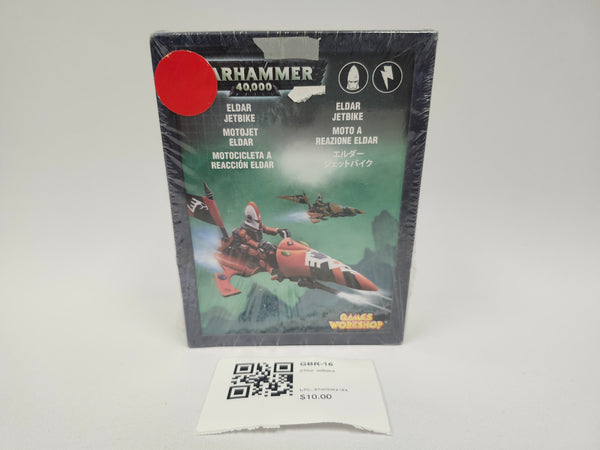 ARHAMMER
40,000
ELDAR
JETBIKE
MOTOJET
ELDAR
MOTOCICLETA A
REACCIÓN ELDAR
ELDAR
JETBIKE
MOTO A
REAZIONE ELDAR
エルダー
ジェットバイク
GAMES
WORKSHOP
GBR-16
$10.00